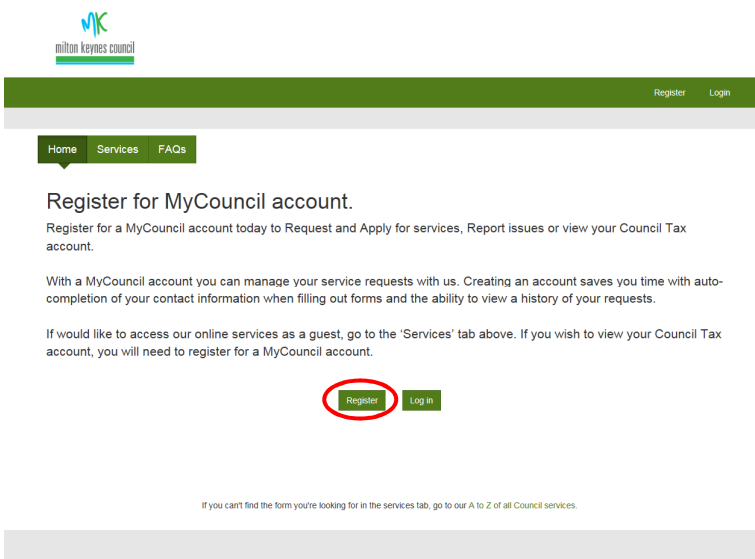 MK
milton keynes council
Register Login
Home Services FAQs
Register for MyCouncil account.
Register for a MyCouncil account today to Request and Apply for services, Report issues or view your Council Tax
account.
With a MyCouncil account you can manage your service requests with us. Creating an account saves you time with auto-
completion of your contact information when filling out forms and the ability to view a history of your requests.
If would like to access our online services as a guest, go to the ‘Services’ tab above. If you wish to view your Council Tax
account, you will need to register for a MyCouncil account.
Register Log in
If you can't find the form you're looking for in the services tab, go to our A to Z of all Council services.